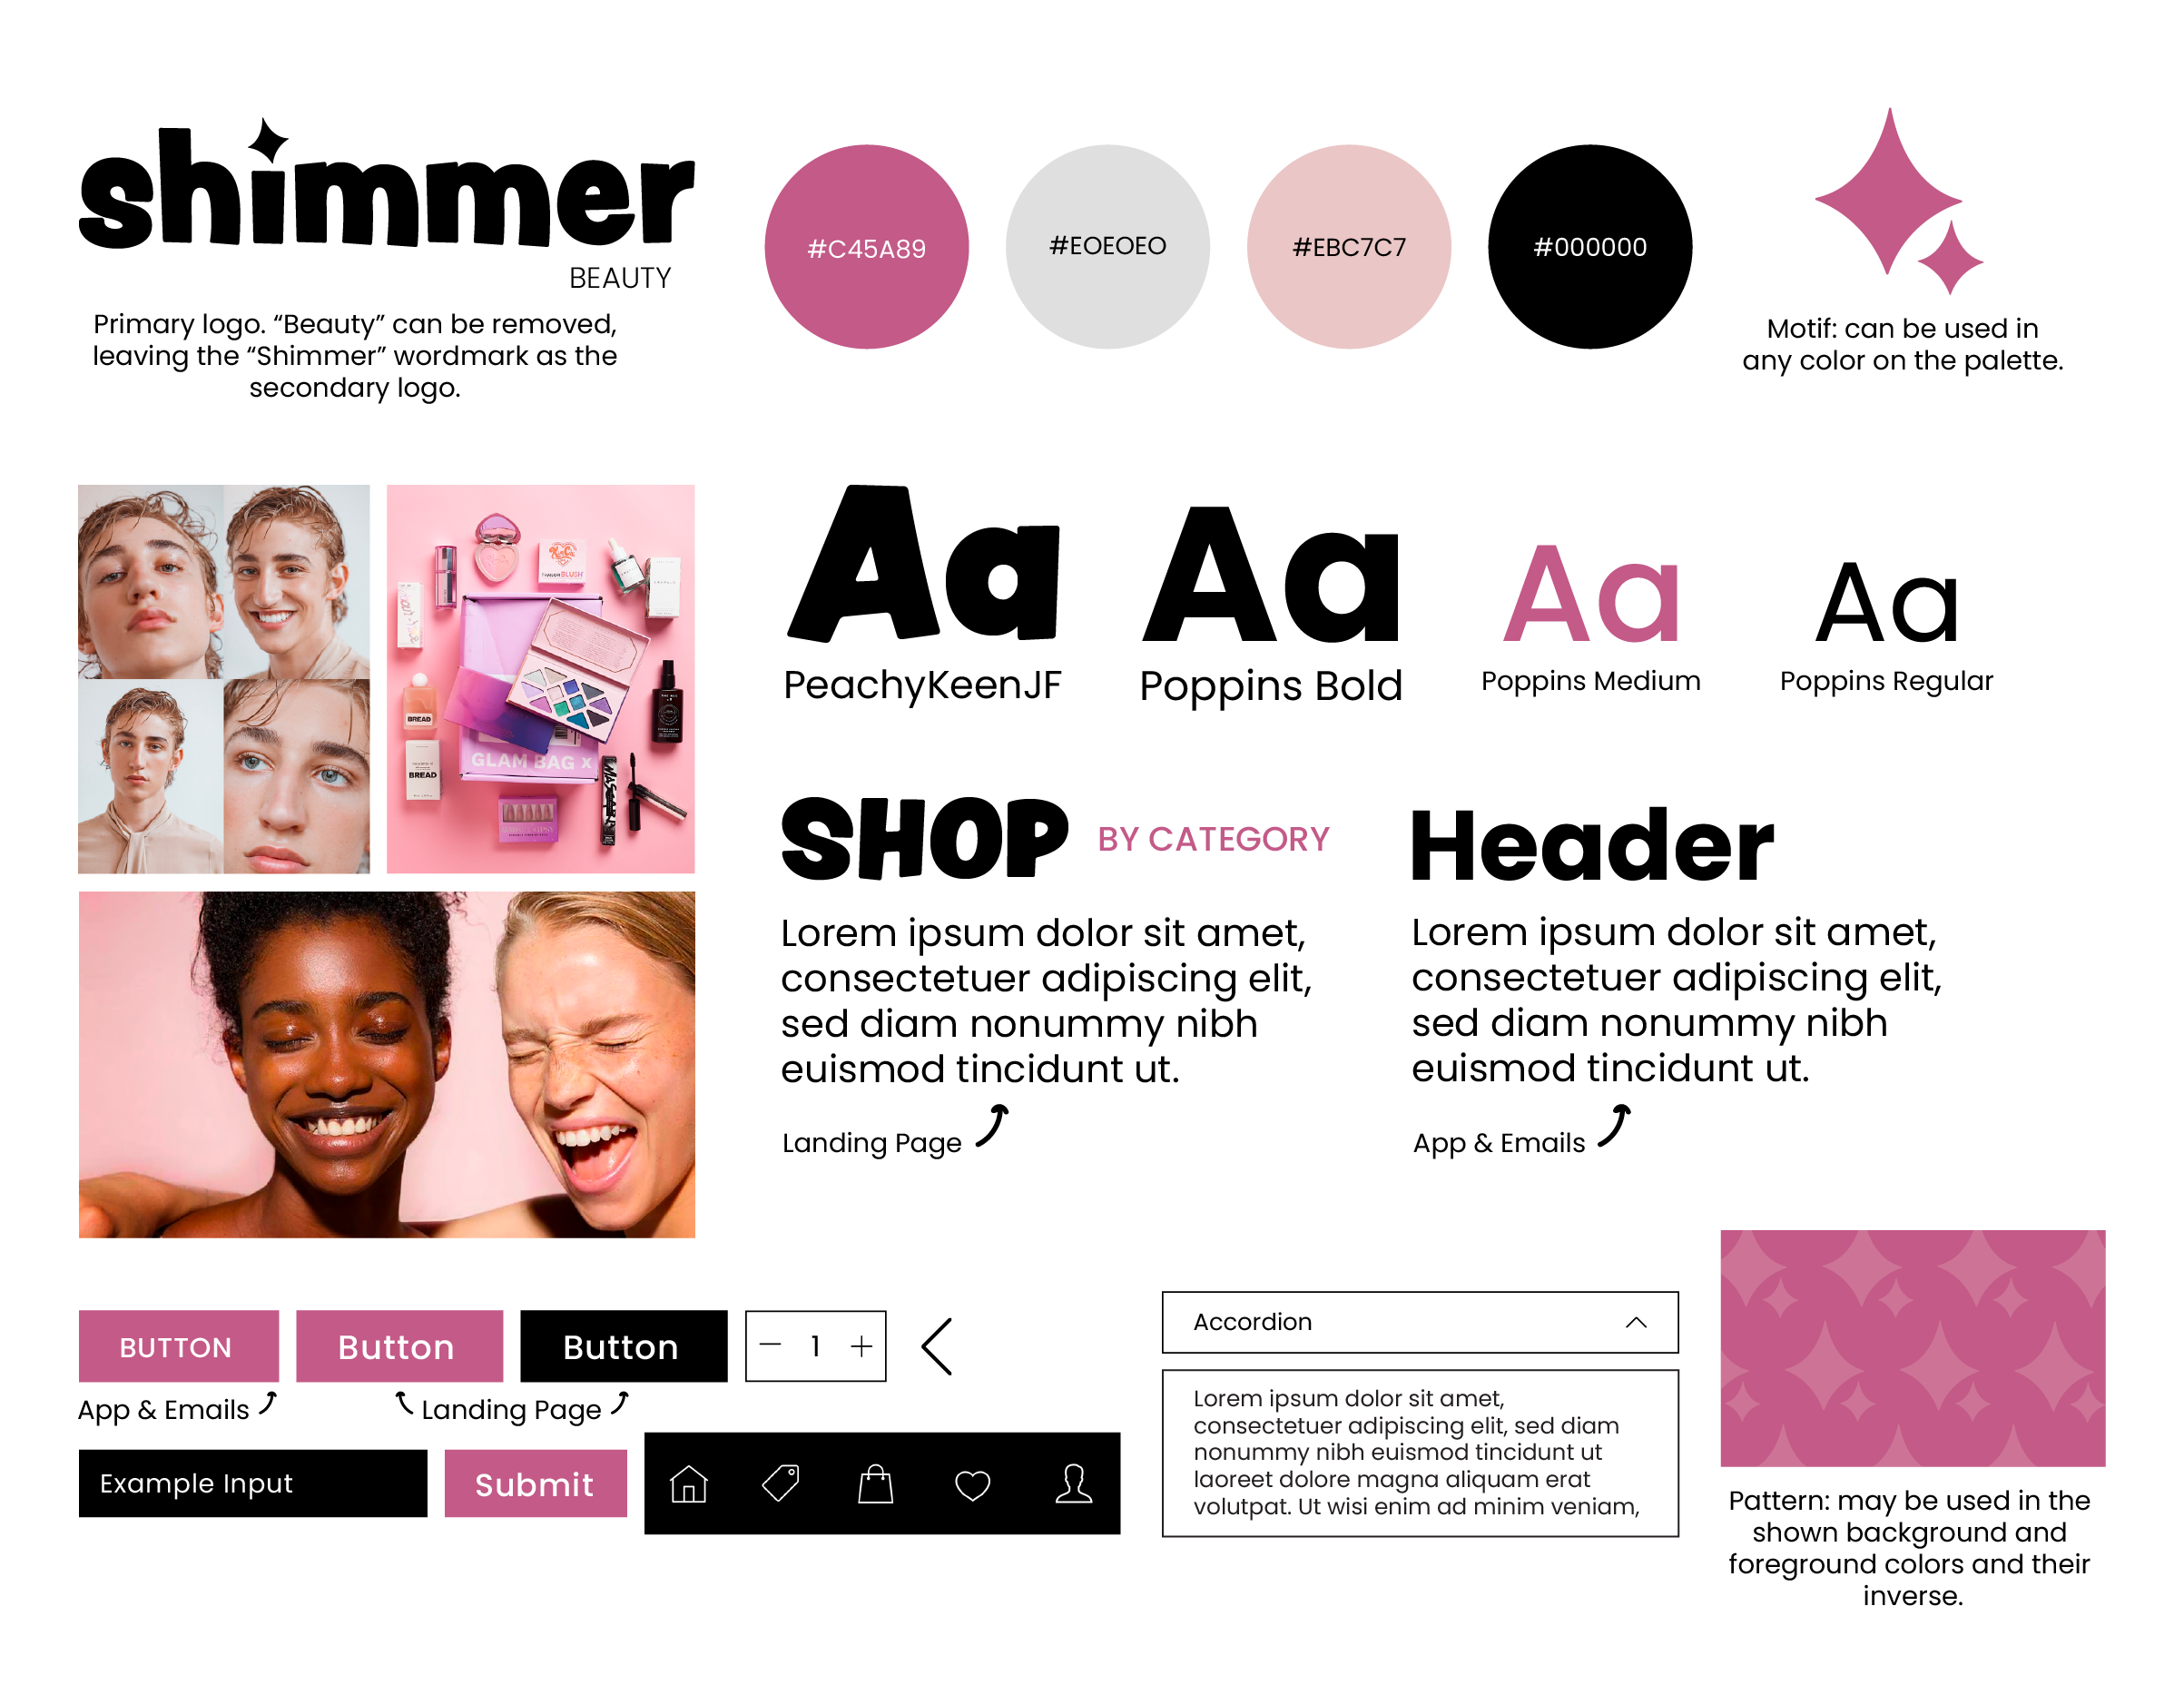 shimmer
BEAUTY
Primary logo. “Beauty” can be removed,
leaving the “Shimmer” wordmark as the
secondary logo.
#C45A89
#EOEOEO
#EBC7C7
#000000
Motif: can be used in
any color on the palette.
BLUSH
BREAD
BREAD
GLAM BAG X
Aa
PeachyKeenJF
Aa
Poppins Bold
Aa
Poppins Medium
Aa
Poppins Regular
SHOP BY CATEGORY
Lorem ipsum dolor sit amet,
consectetuer adipiscing elit,
sed diam nonummy nibh
euismod tincidunt ut.
Landing Page
Header
Lorem ipsum dolor sit amet,
consectetuer adipiscing elit,
sed diam nonummy nibh
euismod tincidunt ut.
App & Emails
BUTTON
Button
Button
1
App & Emails
Landing Page
Example Input
Submit
Accordion
Lorem ipsum dolor sit amet,
consectetuer adipiscing elit, sed diam
nonummy nibh euismod tincidunt ut
laoreet dolore magna aliquam erat
volutpat. Ut wisi enim ad minim veniam,
Pattern: may be used in the
shown background and
foreground colors and their
inverse.